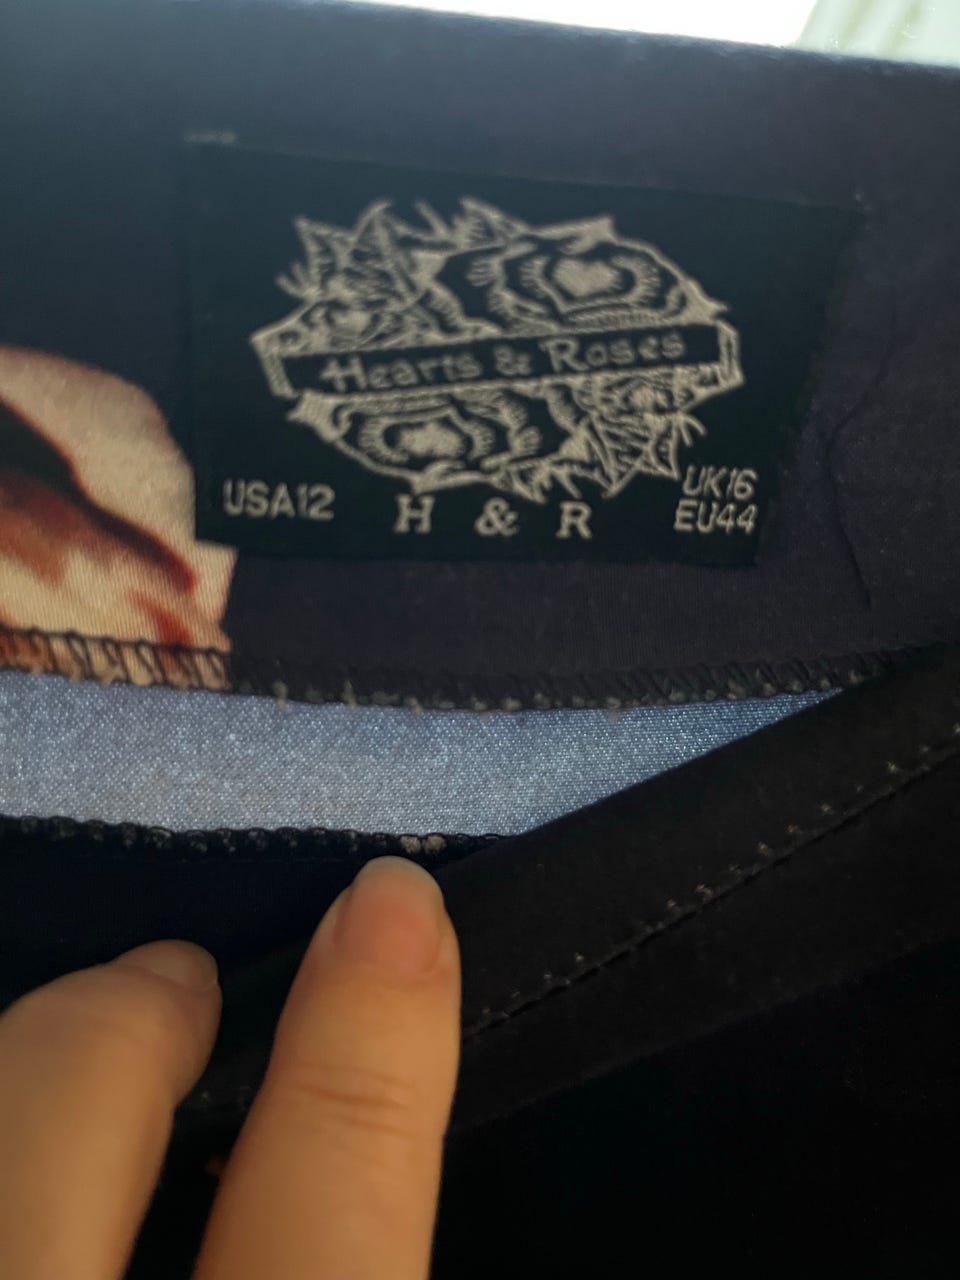 Hearts & Roses
USA12
H & R
UK16
EU44